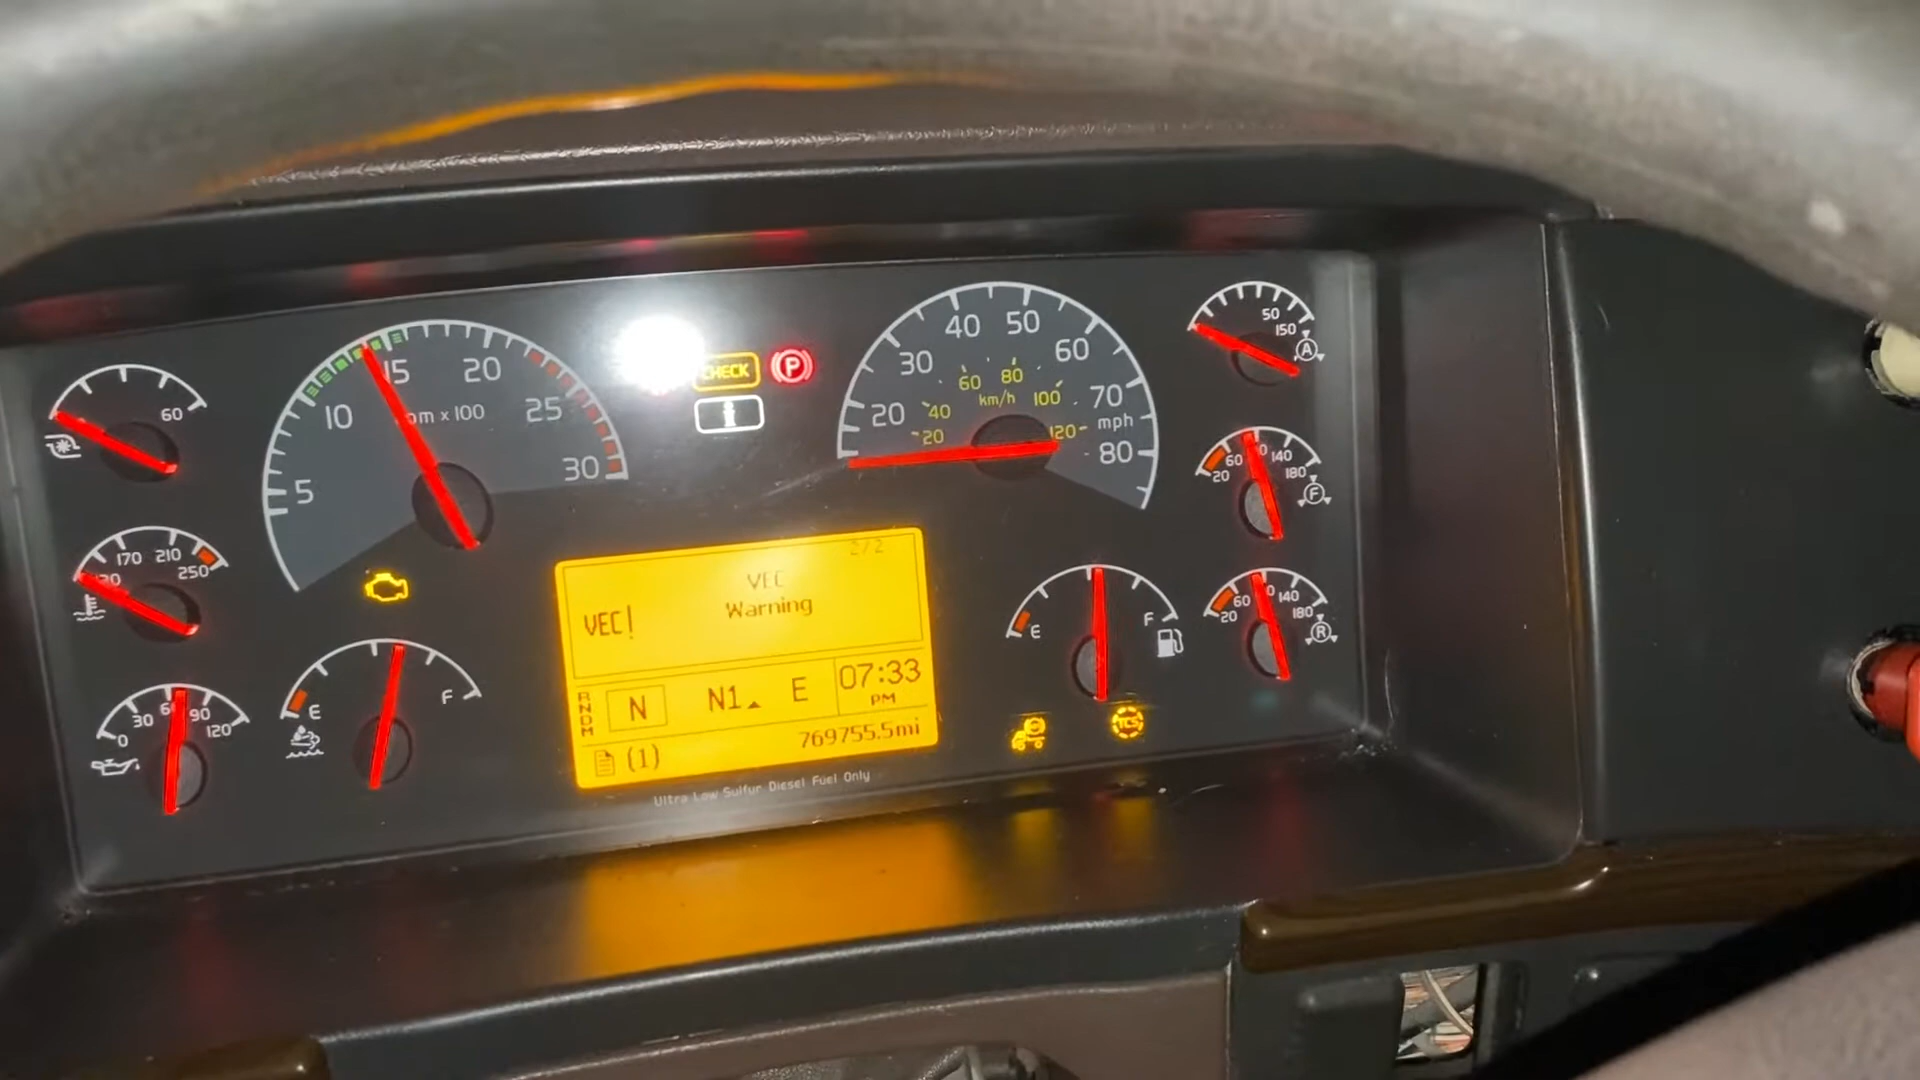 60
5
10
15
20
25
30
pm x 100
CHECK
P
20
30
40
50
60
70
80
mph
20
40
60
80
100
120
km/h
50
150
A
170
210
250
20
60
140
180
F
E
F
0
30
90
120
E
F
20
60
140
180
R
2/2
VEC
Warning
VEC!
RNDM
N
N1
E
07:33
PM
(1)
769755.5mi
TCS
Ultra Low Sulfur Diesel Fuel Only